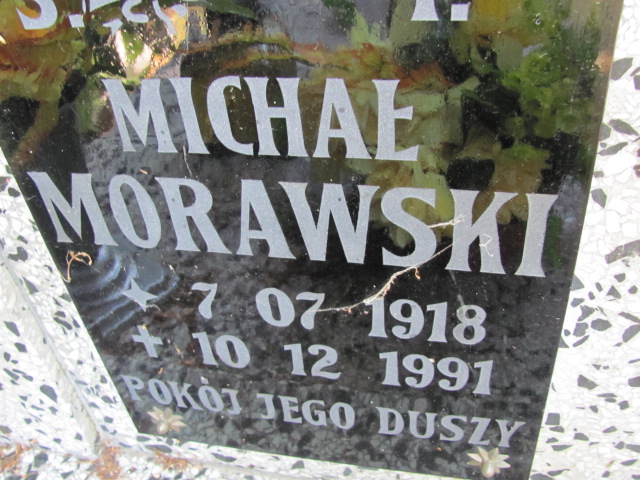 MICHAŁ
MORAWSKI
★ 7 07 1918
+ 10 12 1991
POKÓJ JEGO DUSZY